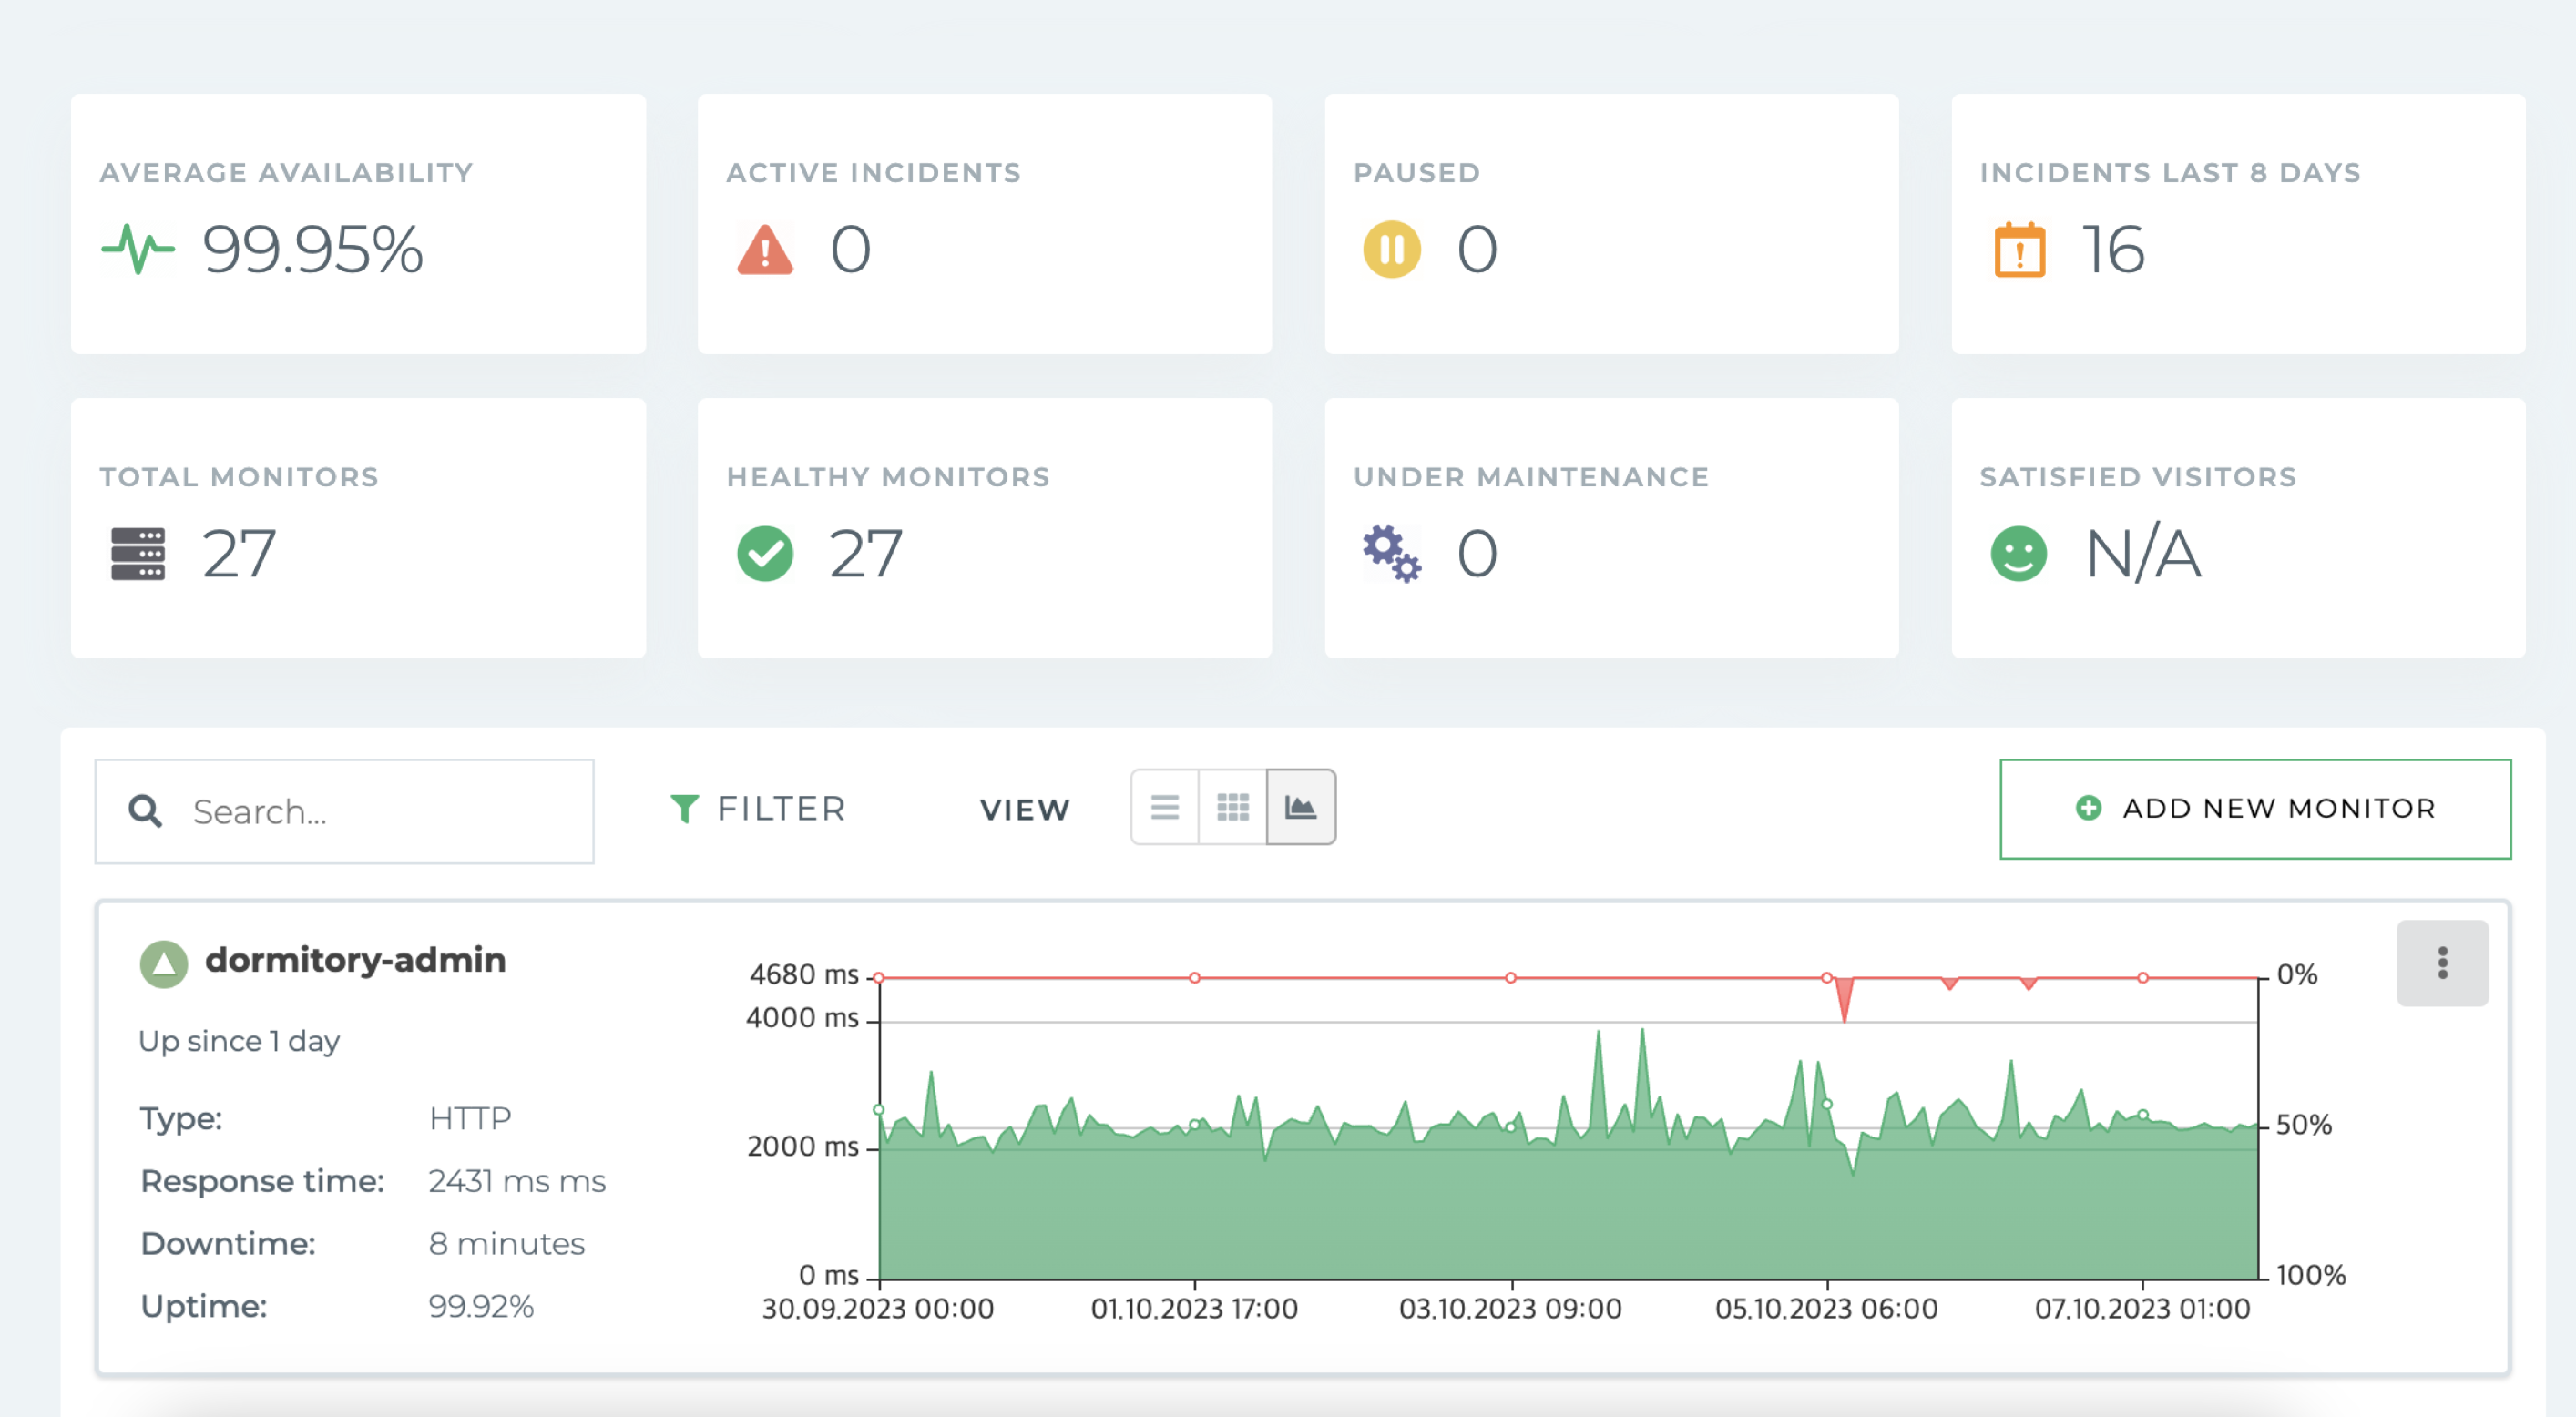 AVERAGE AVAILABILITY
99.95%
ACTIVE INCIDENTS
0
PAUSED
0
INCIDENTS LAST 8 DAYS
16
TOTAL MONITORS
27
HEALTHY MONITORS
27
UNDER MAINTENANCE
0
SATISFIED VISITORS
N/A
Search...
FILTER
VIEW
ADD NEW MONITOR
dormitory-admin
Up since 1 day
Type: HTTP
Response time: 2431 ms ms
Downtime: 8 minutes
Uptime: 99.92%
4680 ms
4000 ms
2000 ms
0 ms
0%
50%
100%
30.09.2023 00:00
01.10.2023 17:00
03.10.2023 09:00
05.10.2023 06:00
07.10.2023 01:00